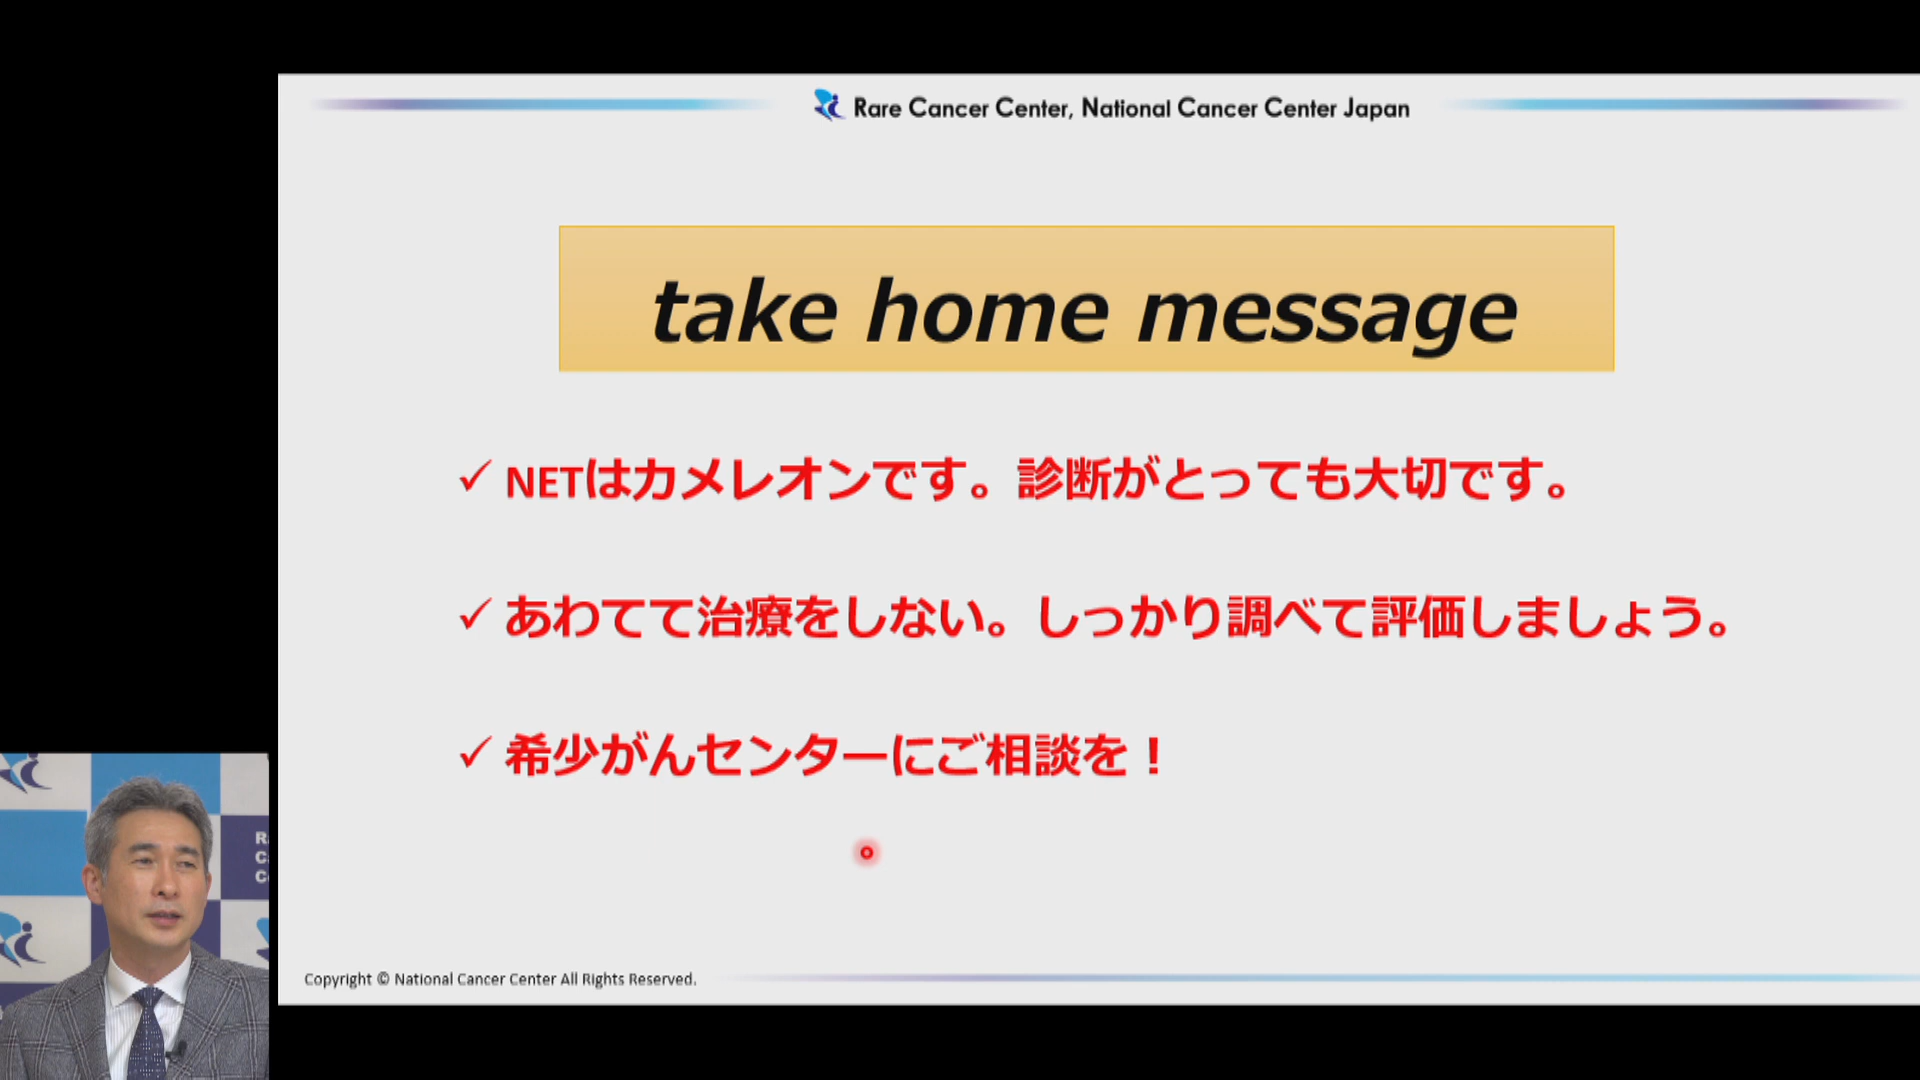 Rare Cancer Center, National Cancer Center Japan
take home message
✓ NETはカメレオンです。診断がとっても大切です。
✓ あわてて治療をしない。しっかり調べて評価しましょう。
✓ 希少がんセンターにご相談を！
Copyright © National Cancer Center All Rights Reserved.